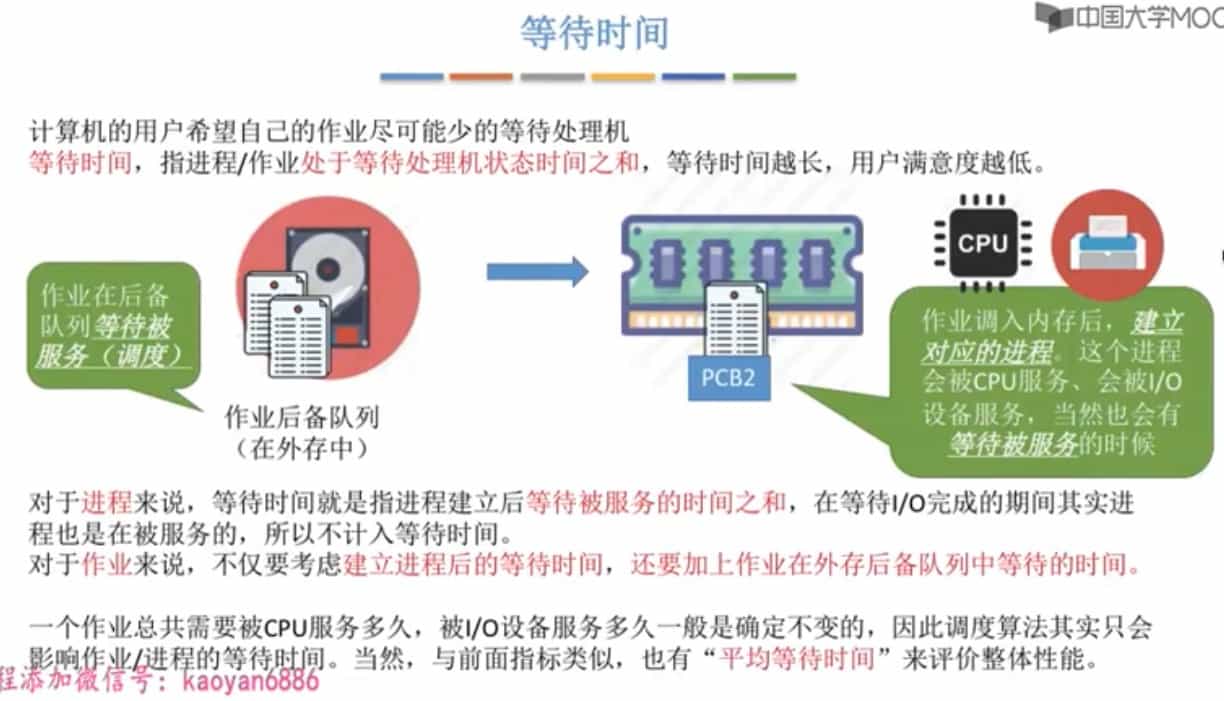 等待时间
中国大学MOO
计算机的用户希望自己的作业尽可能少的等待处理机
等待时间，指进程/作业处于等待处理机状态时间之和，等待时间越长，用户满意度越低。
作业在后备
队列等待被
服务（调度）
作业后备队列
（在外存中）
PCB2
CPU
作业调入内存后，建立
对应的进程。这个进程
会被CPU服务、会被I/O
设备服务，当然也会有
等待被服务的时候
对于进程来说，等待时间就是指进程建立后等待被服务的时间之和，在等待I/O完成的期间其实进
程也是在被服务的，所以不计入等待时间。
对于作业来说，不仅要考虑建立进程后的等待时间，还要加上作业在外存后备队列中等待的时间。
一个作业总共需要被CPU服务多久，被I/O设备服务多久一般是确定不变的，因此调度算法其实只会
影响作业/进程的等待时间。当然，与前面指标类似，也有“平均等待时间”来评价整体性能。
程添加微信号：kaoyan6886